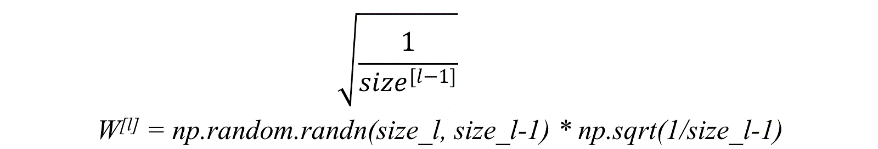 √(1/size^[l−1])
W^[l] = np.random.randn(size_l, size_l-1) * np.sqrt(1/size_l-1)